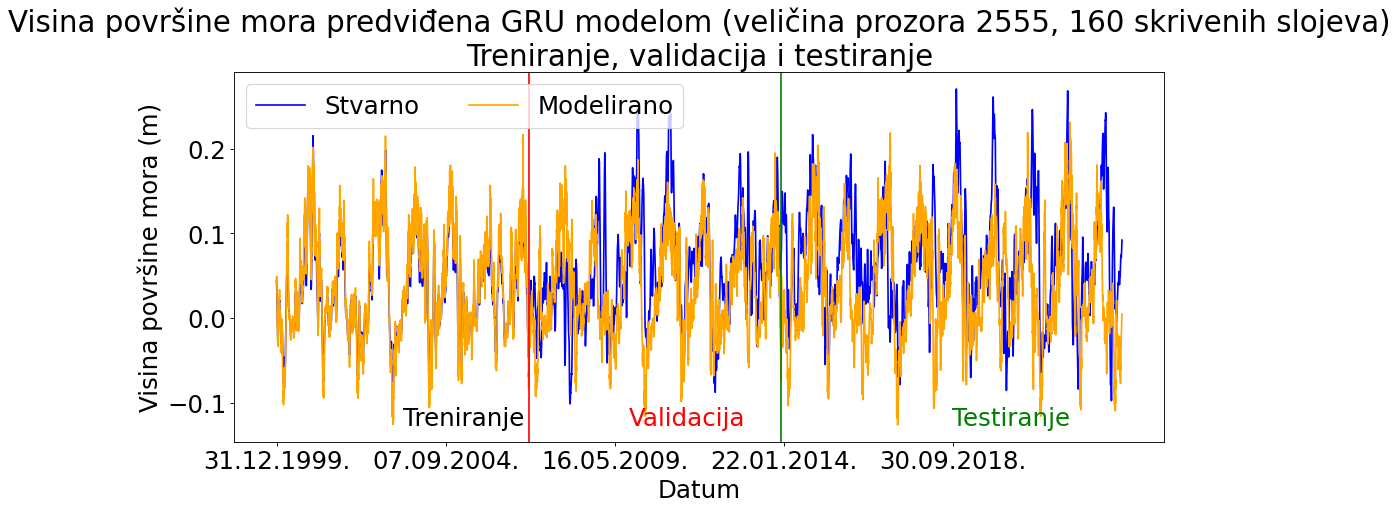 Visina površine mora predviđena GRU modelom (veličina prozora 2555, 160 skrivenih slojeva)
Treniranje, validacija i testiranje
Stvarno Modelirano
Visina površine mora (m)
0.2
0.1
0.0
−0.1
Treniranje Validacija Testiranje
31.12.1999. 07.09.2004. 16.05.2009. 22.01.2014. 30.09.2018.
Datum